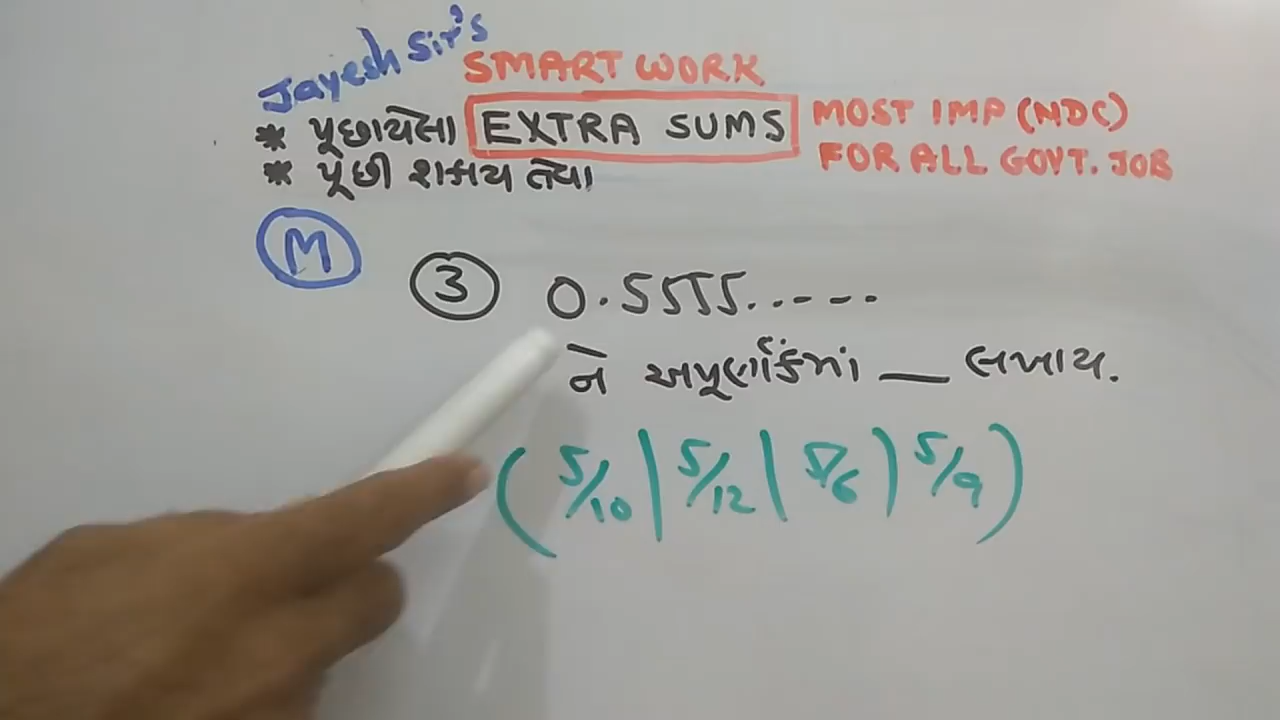 Jayesh Sir's
SMART WORK
* પૂછાયેલા EXTRA SUMS MOST IMP (NDC)
* પૂછી શકાય તેવા FOR ALL GOVT. JOB
M
3 0.5555.......
ને અપૂર્ણાંકમાં __ લખાય.
( 5/10 | 5/12 | 5/6 | 5/9 )